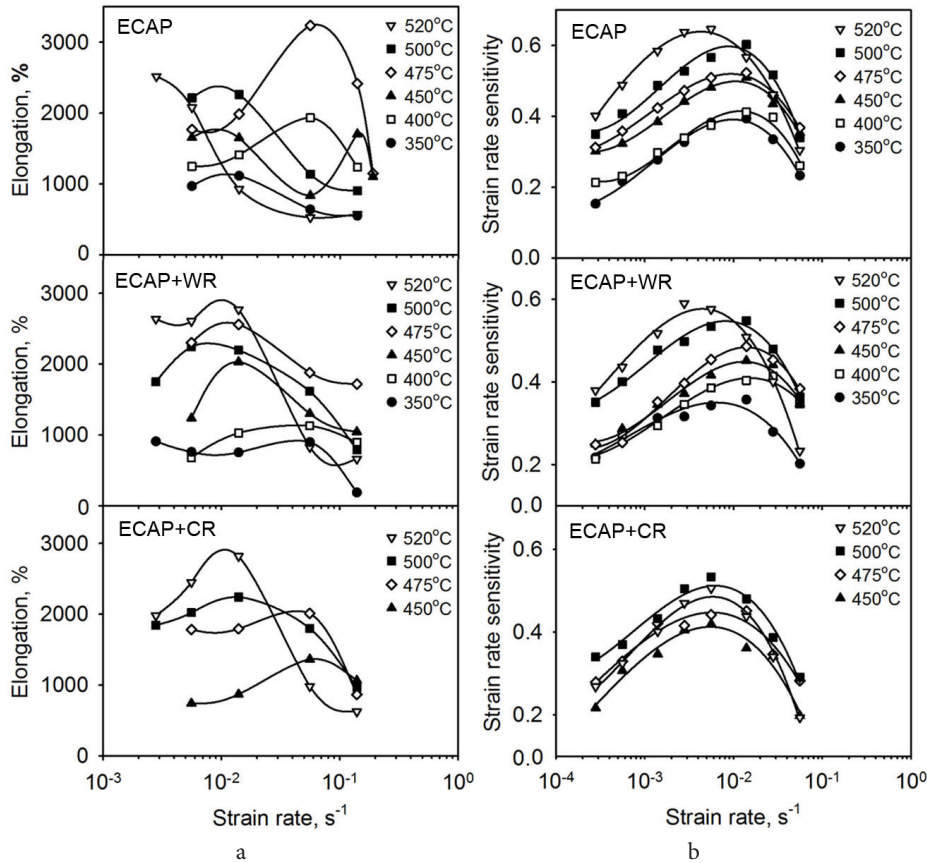 ECAP
520°C
500°C
475°C
450°C
400°C
350°C
3000
2000
1000
0
Elongation, %
ECAP+WR
520°C
500°C
475°C
450°C
400°C
350°C
3000
2000
1000
0
Elongation, %
ECAP+CR
520°C
500°C
475°C
450°C
3000
2000
1000
0
Elongation, %
10⁻³
10⁻²
10⁻¹
10⁰
Strain rate, s⁻¹
a
ECAP
520°C
500°C
475°C
450°C
400°C
350°C
0.6
0.4
0.2
0.0
Strain rate sensitivity
ECAP+WR
520°C
500°C
475°C
450°C
400°C
350°C
0.6
0.4
0.2
0.0
Strain rate sensitivity
ECAP+CR
520°C
500°C
475°C
450°C
0.6
0.4
0.2
0.0
Strain rate sensitivity
10⁻⁴
10⁻³
10⁻²
10⁻¹
10⁰
Strain rate, s⁻¹
b